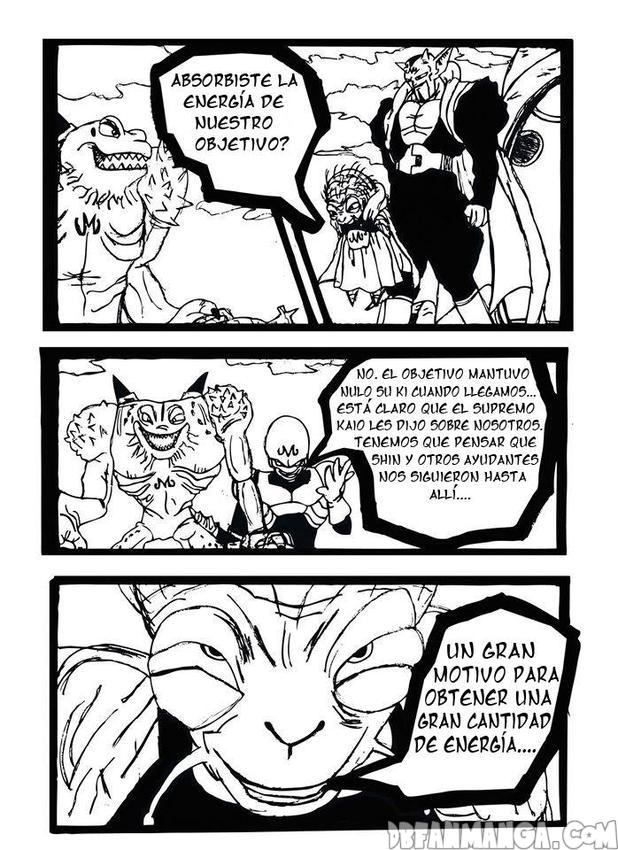 ABSORBISTE LA
ENERGÍA DE
NUESTRO
OBJETIVO?
M
M
NO. EL OBJETIVO MANTUVO
NULO SU KI CUANDO LLEGAMOS...
ESTÁ CLARO QUE EL SUPREMO
KAIO LES DIJO SOBRE NOSOTROS.
TENEMOS QUE PENSAR QUE
SHIN Y OTROS AYUDANTES
NOS SIGUIERON HASTA
ALLÍ....
M
M
UN GRAN
MOTIVO PARA
OBTENER UNA
GRAN CANTIDAD
DE ENERGÍA....
DBFANMANGA.COM